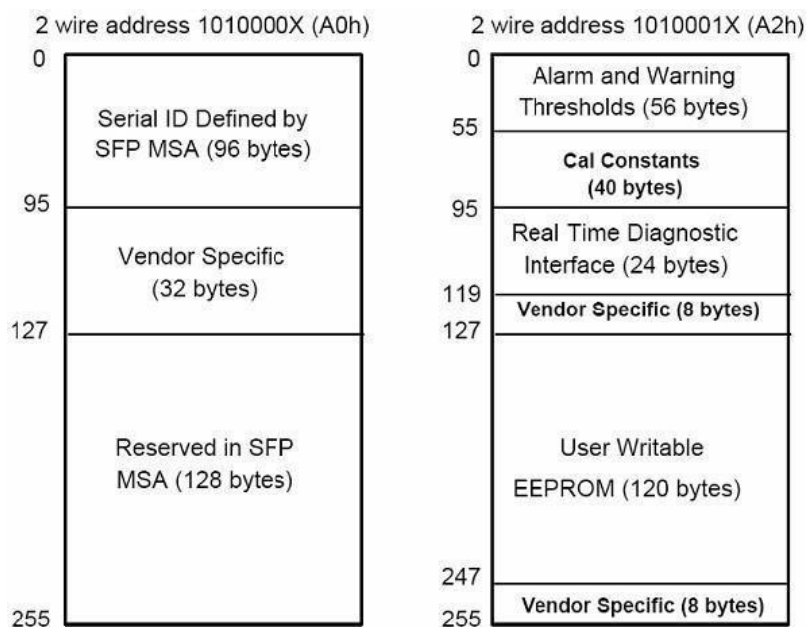 2 wire address 1010000X (A0h)
0
Serial ID Defined by
SFP MSA (96 bytes)
95
Vendor Specific
(32 bytes)
127
Reserved in SFP
MSA (128 bytes)
255
2 wire address 1010001X (A2h)
0
Alarm and Warning
Thresholds (56 bytes)
55
Cal Constants
(40 bytes)
95
Real Time Diagnostic
Interface (24 bytes)
119
Vendor Specific (8 bytes)
127
User Writable
EEPROM (120 bytes)
247
Vendor Specific (8 bytes)
255